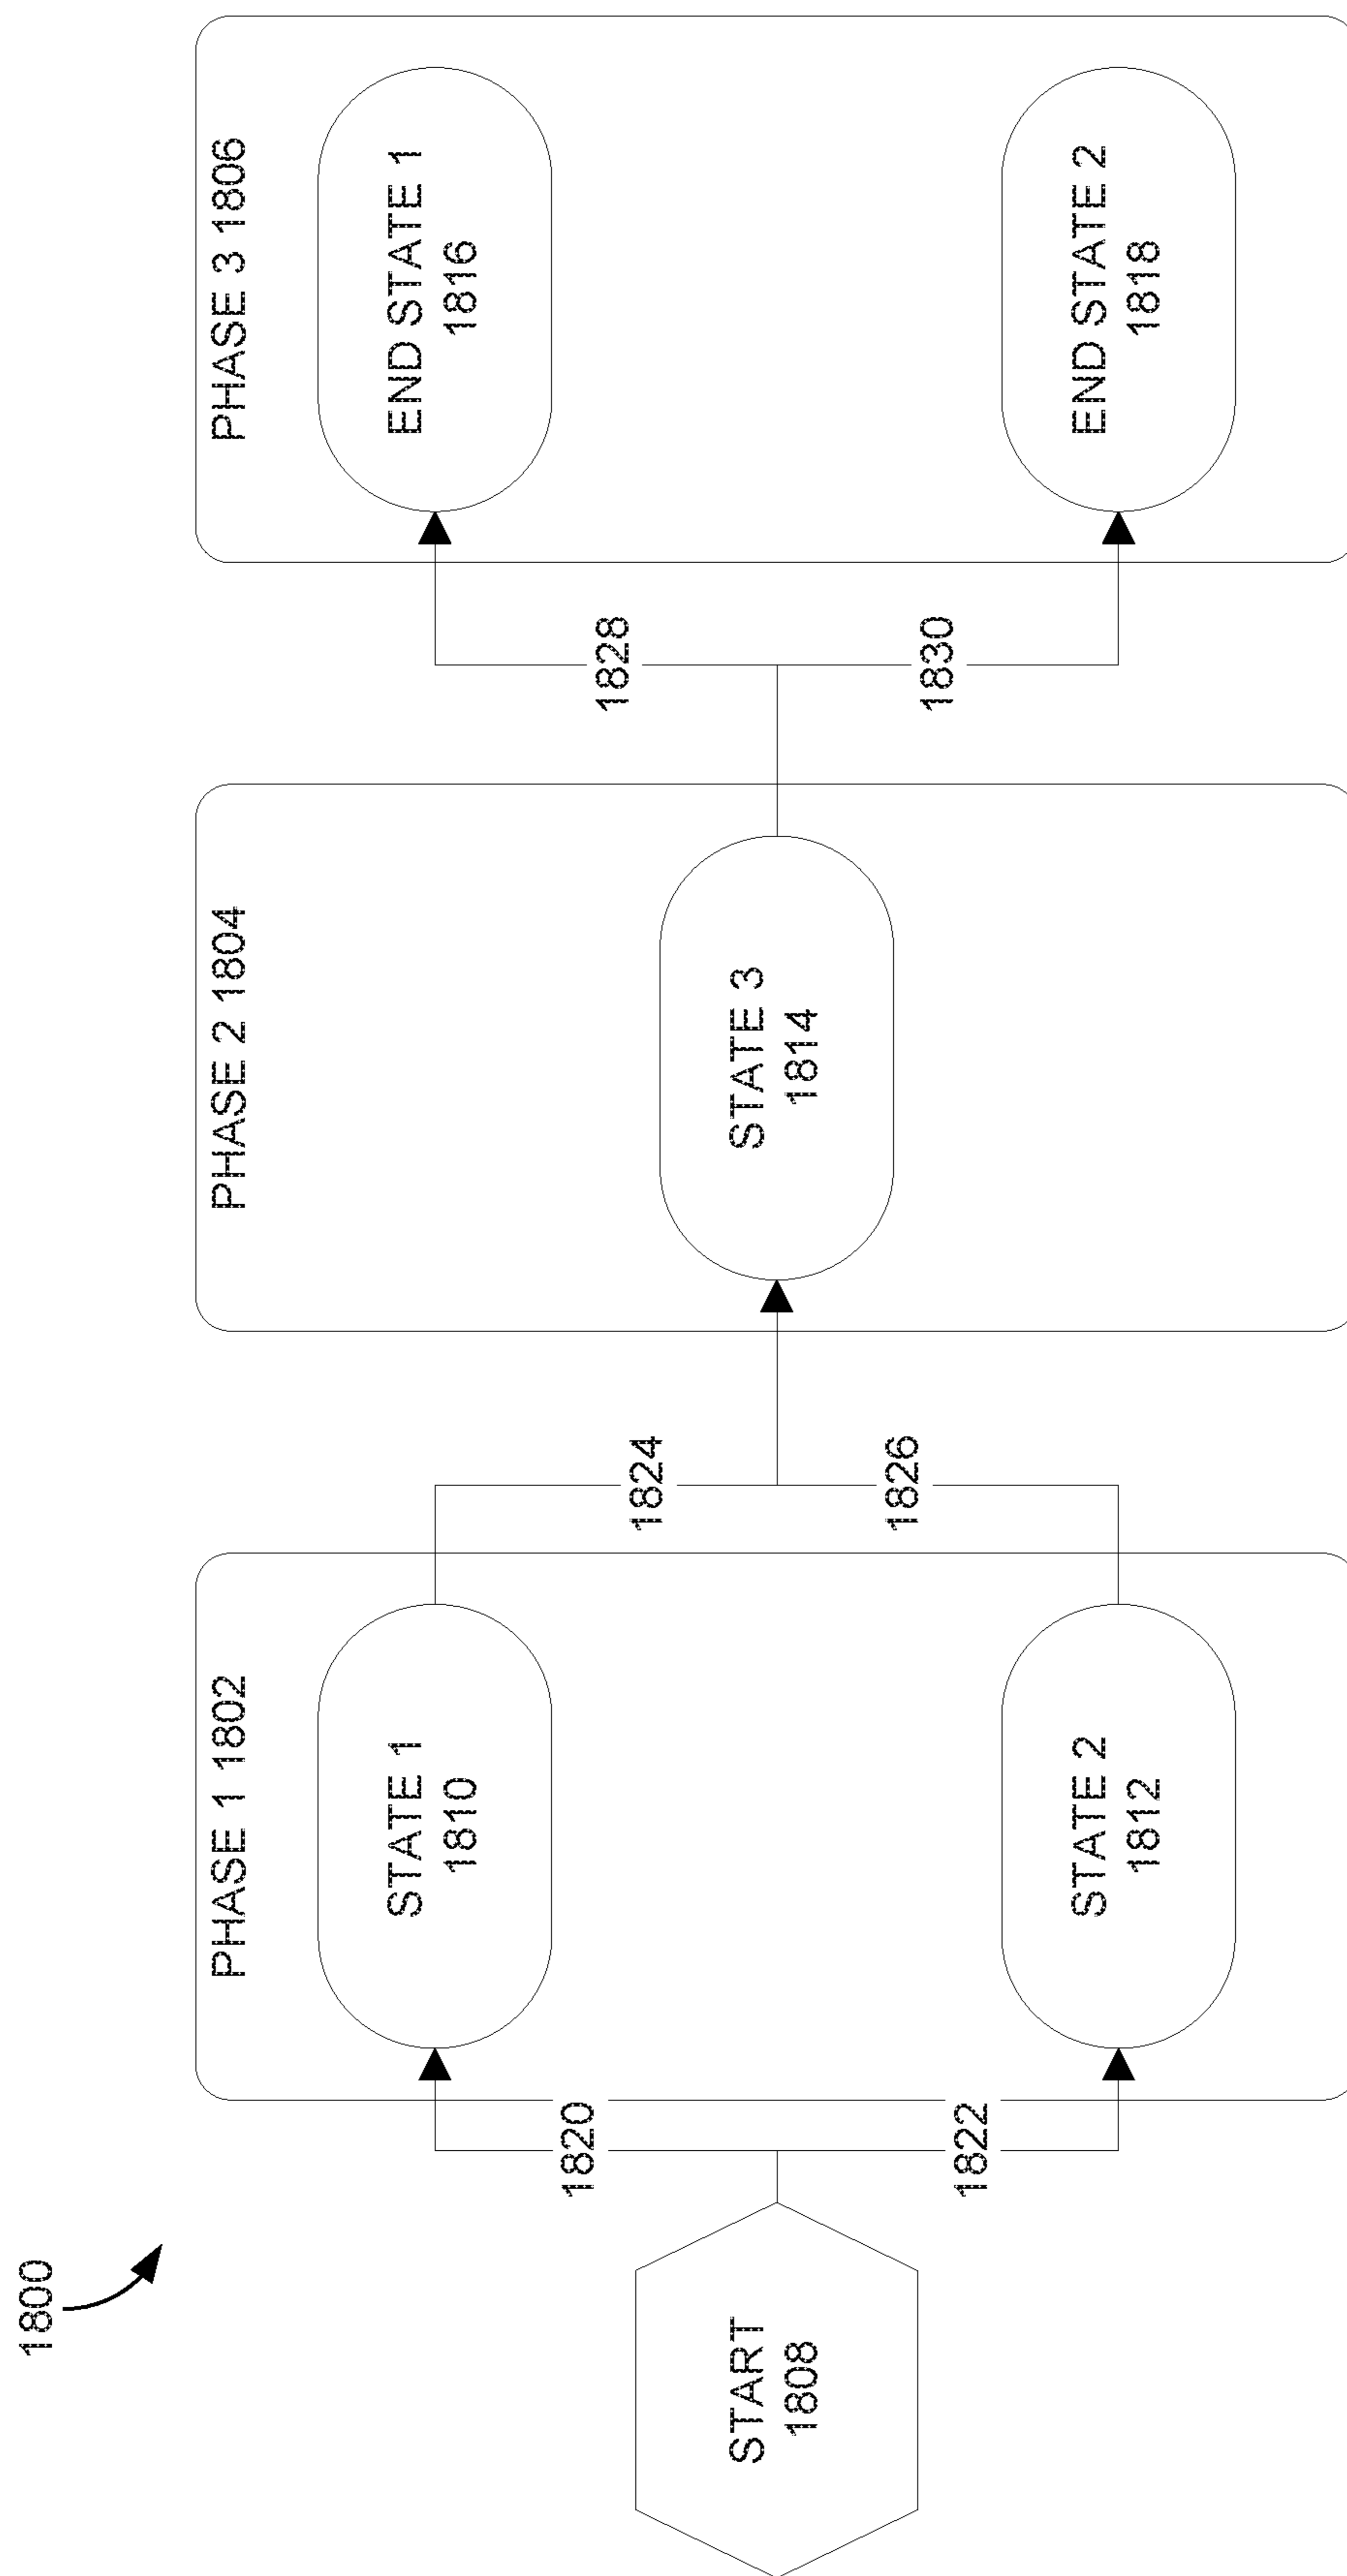 1800
START
1808
1820
1822
PHASE 1 1802
STATE 1
1810
STATE 2
1812
1824
1826
PHASE 2 1804
STATE 3
1814
1828
1830
PHASE 3 1806
END STATE 1
1816
END STATE 2
1818